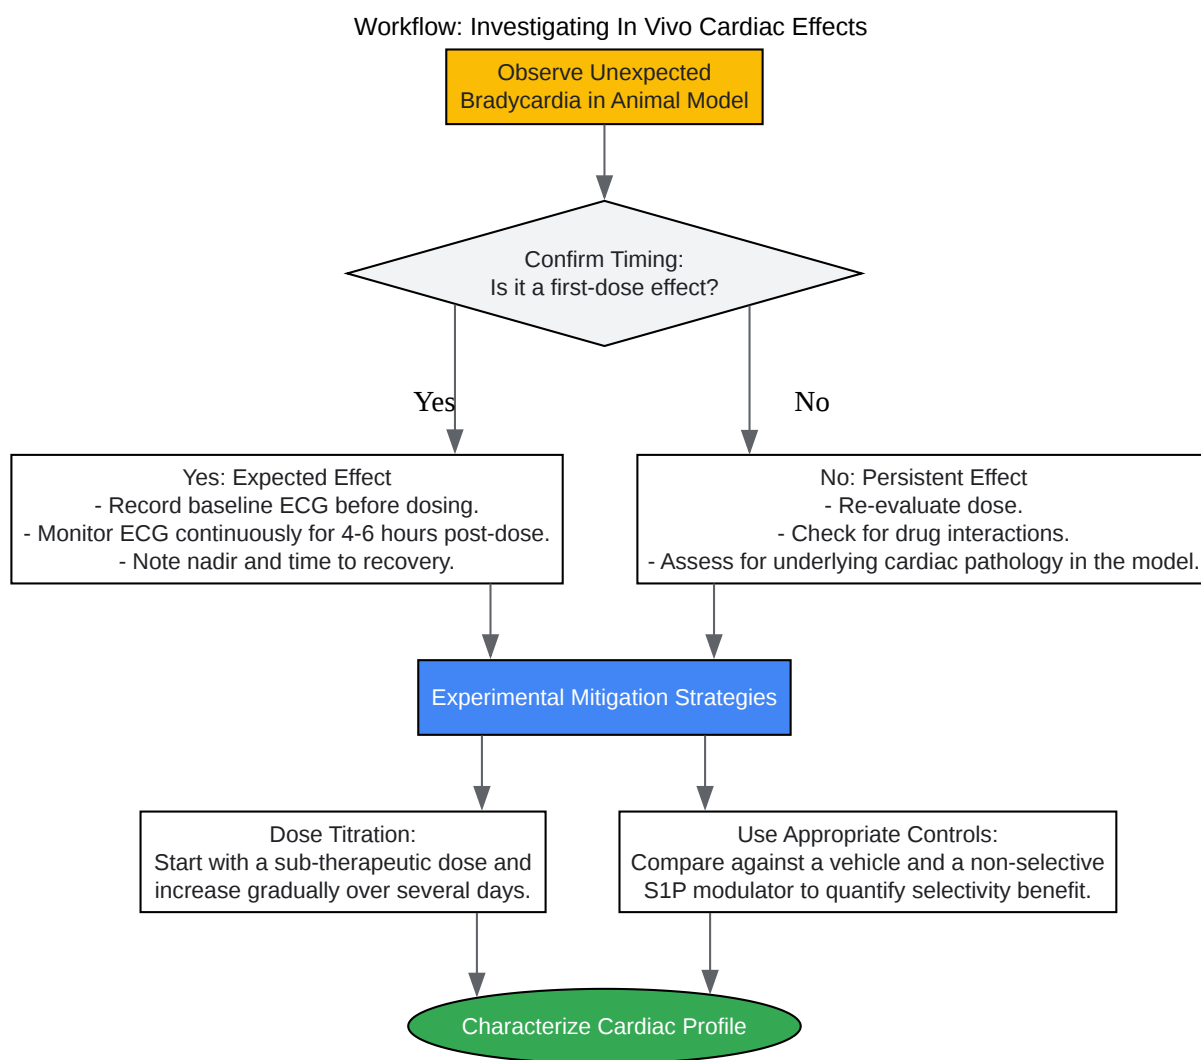 Workflow: Investigating In Vivo Cardiac Effects
Observe Unexpected
Bradycardia in Animal Model
Confirm Timing:
Is it a first-dose effect?
Yes
No
Yes: Expected Effect
- Record baseline ECG before dosing.
- Monitor ECG continuously for 4-6 hours post-dose.
- Note nadir and time to recovery.
No: Persistent Effect
- Re-evaluate dose.
- Check for drug interactions.
- Assess for underlying cardiac pathology in the model.
Experimental Mitigation Strategies
Dose Titration:
Start with a sub-therapeutic dose and
increase gradually over several days.
Use Appropriate Controls:
Compare against a vehicle and a non-selective
S1P modulator to quantify selectivity benefit.
Characterize Cardiac Profile